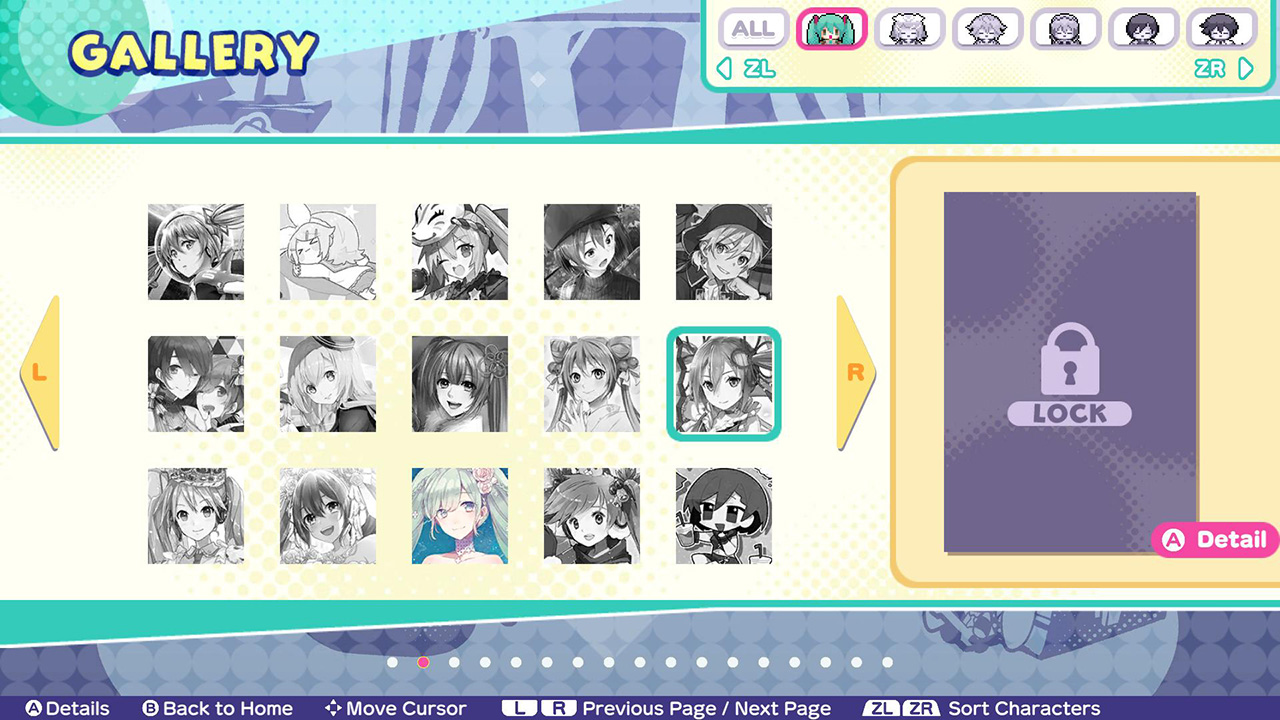 GALLERY
ALL
ZL
ZR
L
R
LOCK
A Detail
A Details
B Back to Home
Move Cursor
L R Previous Page / Next Page
ZL ZR Sort Characters